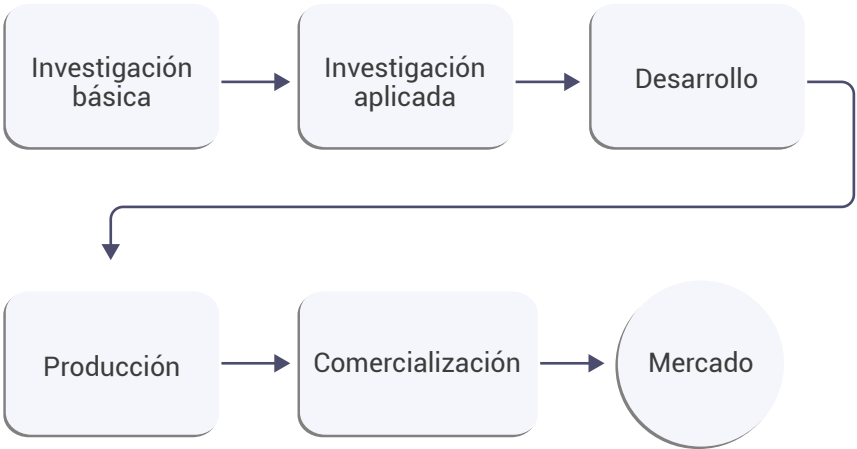 Investigación
básica
Investigación
aplicada
Desarrollo
Producción
Comercialización
Mercado